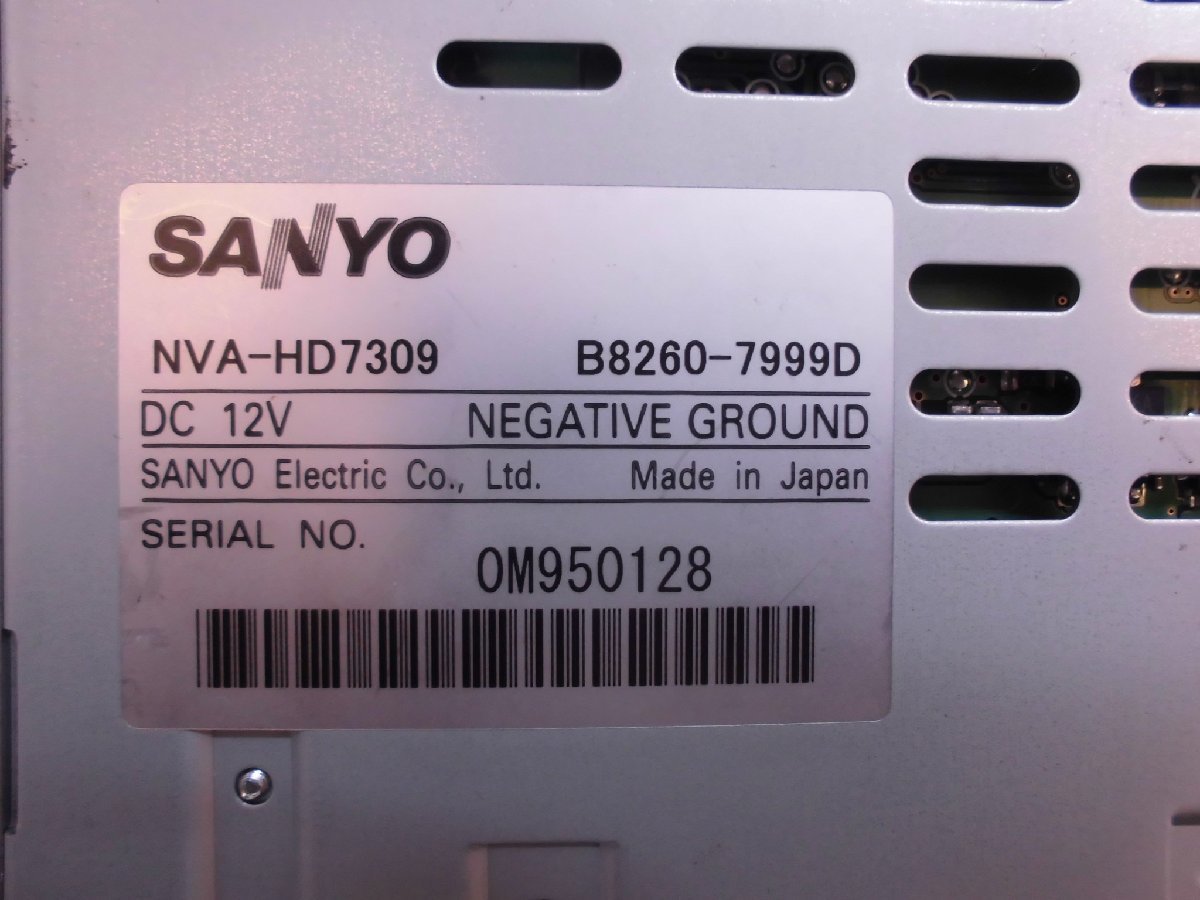 SANYO
NVA-HD7309 B8260-7999D
DC 12V NEGATIVE GROUND
SANYO Electric Co., Ltd. Made in Japan
SERIAL NO.
0M950128